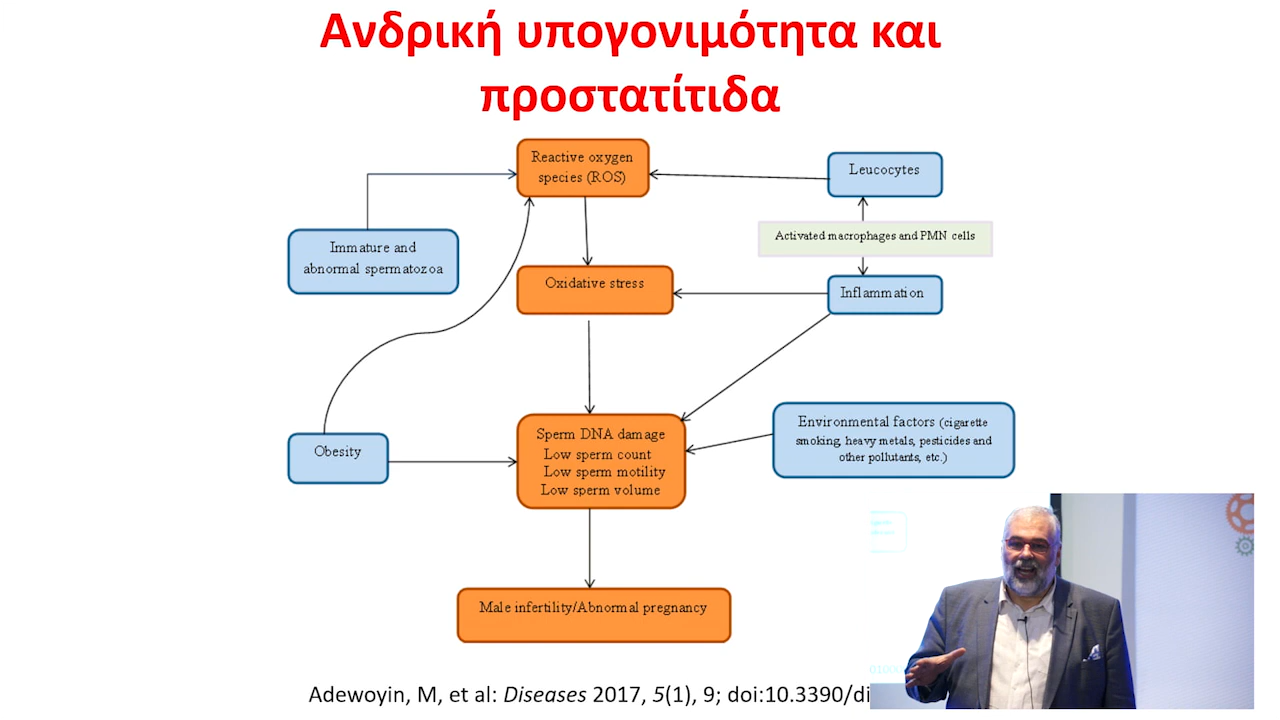 Ανδρική υπογονιμότητα και
προστατίτιδα
Reactive oxygen
species (ROS)
Leucocytes
Activated macrophages and PMN cells
Immature and
abnormal spermatozoa
Oxidative stress
Inflammation
Environmental factors (cigarette
smoking, heavy metals, pesticides and
other pollutants, etc.)
Obesity
Sperm DNA damage
Low sperm count
Low sperm motility
Low sperm volume
Male infertility/Abnormal pregnancy
Adewoyin, M, et al: Diseases 2017, 5(1), 9; doi:10.3390/di